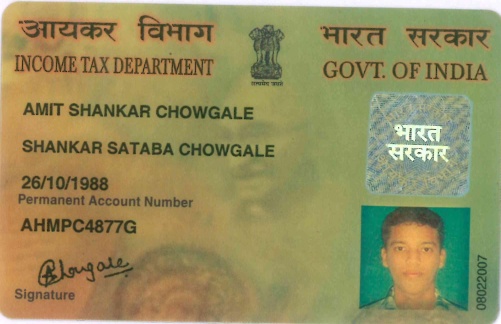 आयकर विभाग
INCOME TAX DEPARTMENT
सत्यमेव जयते
भारत सरकार
GOVT. OF INDIA
AMIT SHANKAR CHOWGALE
SHANKAR SATABA CHOWGALE
26/10/1988
Permanent Account Number
AHMPC4877G
भारत
सरकार
Chougale
Signature
08022007